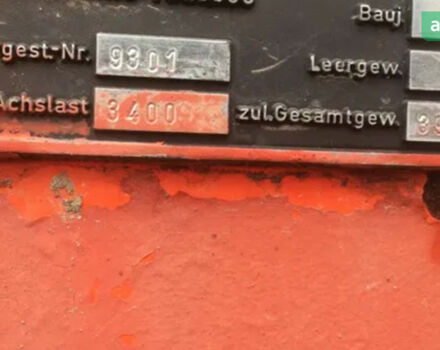 Bauj
gest.-Nr. 9301 Leergew.
Achslast 3400 zul.Gesamtgew.